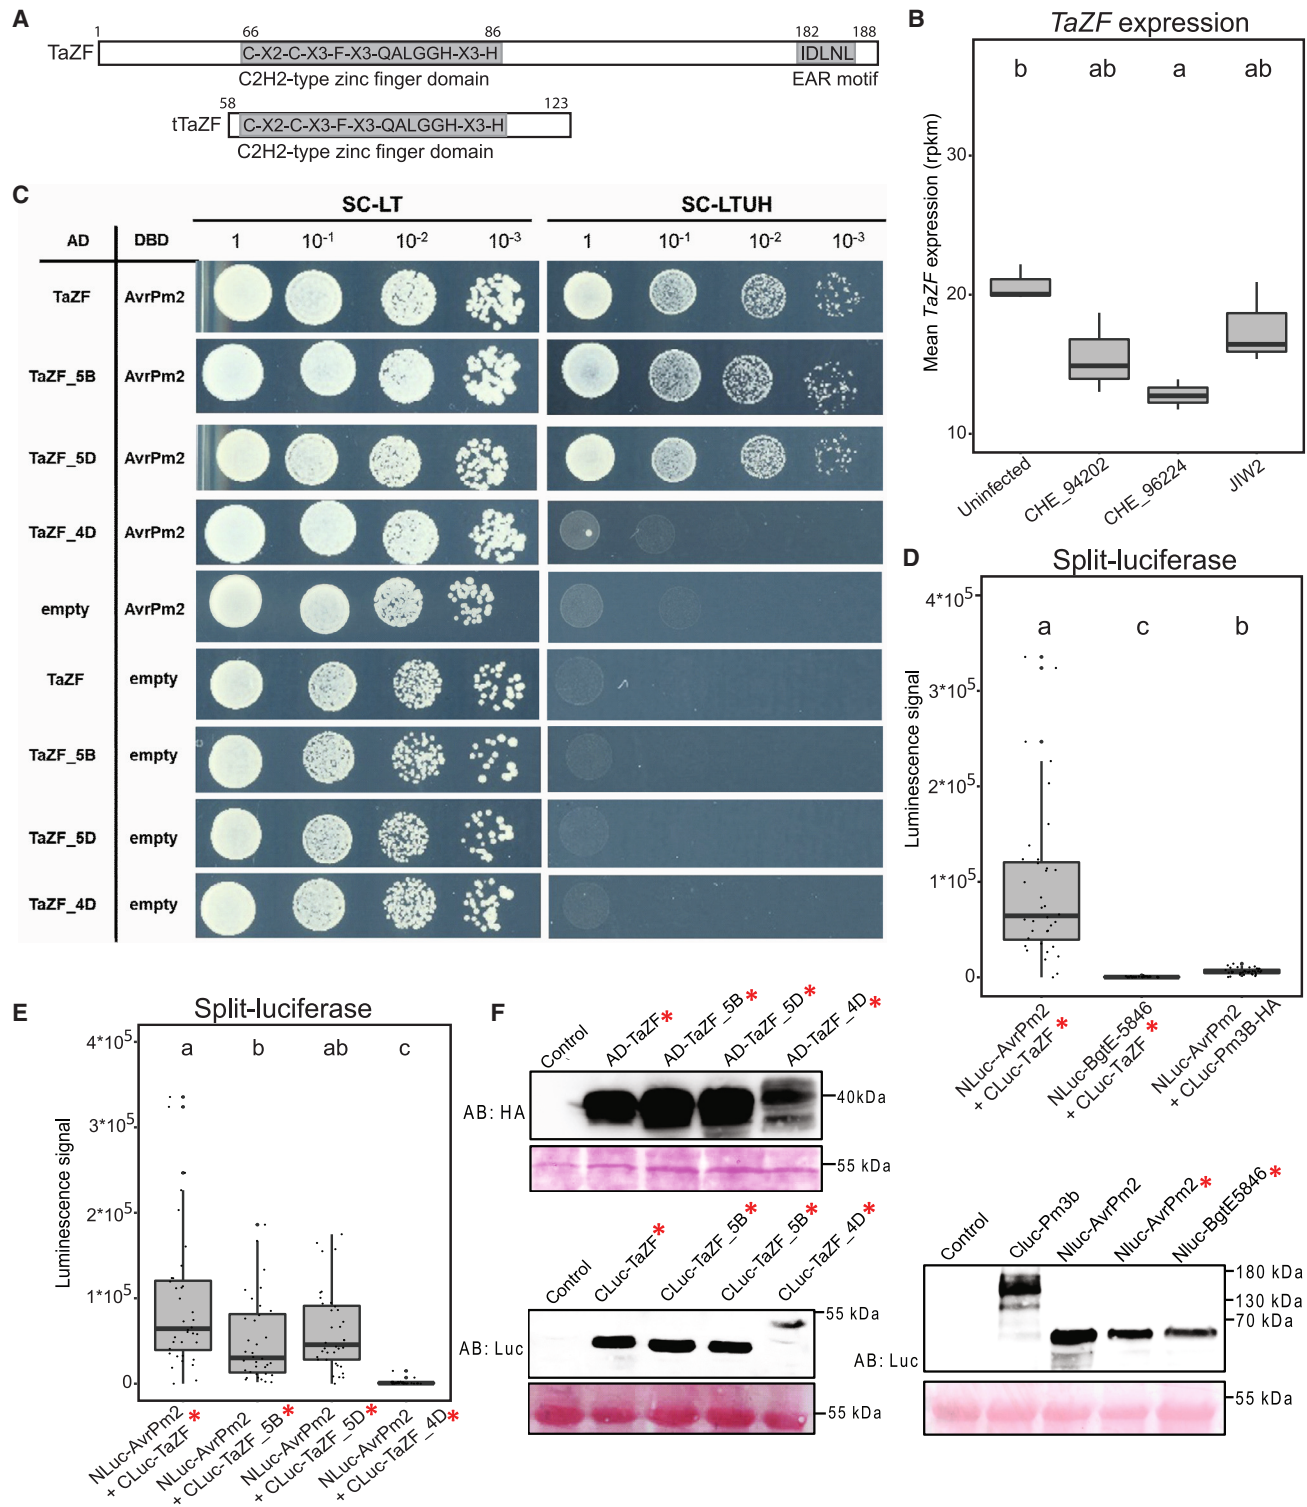 A
1 66 86 182 188
TaZF C-X2-C-X3-F-X3-QALGGH-X3-H IDLNL
C2H2-type zinc finger domain EAR motif
58 123
tTaZF C-X2-C-X3-F-X3-QALGGH-X3-H
C2H2-type zinc finger domain
B
TaZF expression
b ab a ab
Mean TaZF expression (rpkm)
30
20
10
Uninfected
CHE_94202
CHE_96224
JIW2
C
SC-LT SC-LTUH
AD DBD 1 10-1 10-2 10-3 1 10-1 10-2 10-3
TaZF AvrPm2
TaZF_5B AvrPm2
TaZF_5D AvrPm2
TaZF_4D AvrPm2
empty AvrPm2
TaZF empty
TaZF_5B empty
TaZF_5D empty
TaZF_4D empty
D
Split-luciferase
a c b
Luminescence signal
4*105
3*105
2*105
1*105
0
NLuc--AvrPm2
+ CLuc-TaZF*
NLuc-BgtE-5846
+ CLuc-TaZF*
NLuc-AvrPm2
+ CLuc-Pm3B-HA
E
Split-luciferase
a b ab c
Luminescence signal
4*105
3*105
2*105
1*105
0
NLuc-AvrPm2
+ CLuc-TaZF*
NLuc-AvrPm2
+ CLuc-TaZF_5B*
NLuc-AvrPm2
+ CLuc-TaZF_5D*
NLuc-AvrPm2
+ CLuc-TaZF_4D*
F
Control
AD-TaZF*
AD-TaZF_5B*
AD-TaZF_5D*
AD-TaZF_4D*
AB: HA
40kDa
55 kDa
Control
CLuc-TaZF*
CLuc-TaZF_5B*
CLuc-TaZF_5B*
CLuc-TaZF_4D*
AB: Luc
55 kDa
55 kDa
Control
Cluc-Pm3b
Nluc-AvrPm2
Nluc-AvrPm2*
Nluc-BgtE5846*
AB: Luc
180 kDa
130 kDa
70 kDa
55 kDa